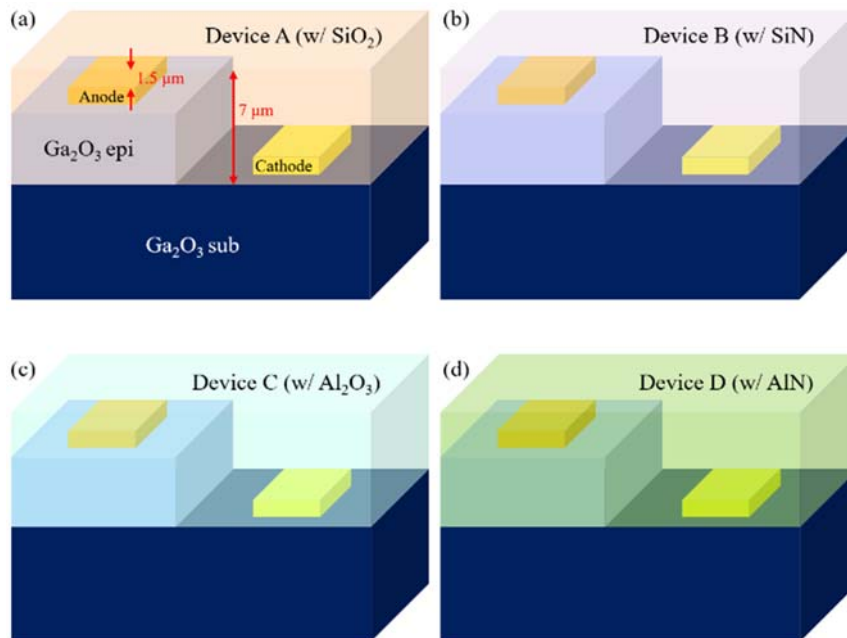 (a)
Device A (w/ SiO₂)
1.5 μm
Anode
7 μm
Ga₂O₃ epi
Cathode
Ga₂O₃ sub
(b)
Device B (w/ SiN)
(c)
Device C (w/ Al₂O₃)
(d)
Device D (w/ AlN)